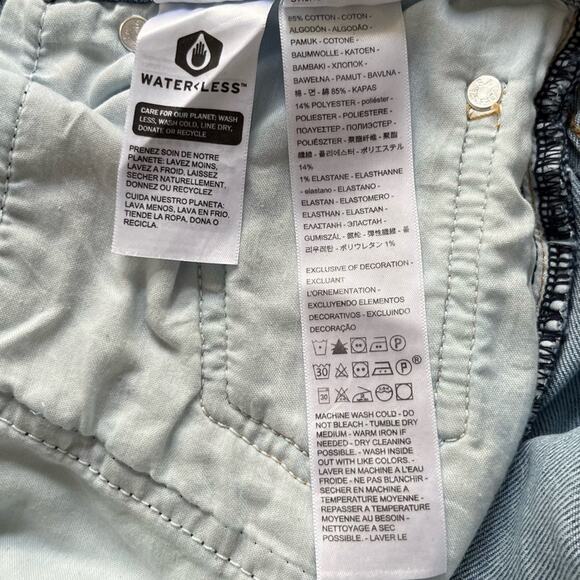 WATER<LESS™
CARE FOR OUR PLANET: WASH
LESS, WASH COLD, LINE DRY,
DONATE OR RECYCLE
PRENEZ SOIN DE NOTRE
PLANETE: LAVEZ MOINS,
LAVEZ A FROID, LAISSEZ
SECHER NATURELLEMENT,
DONNEZ OU RECYCLEZ
CUIDA NUESTRO PLANETA:
LAVA MENOS, LAVA EN FRIO,
TIENDE LA ROPA, DONA O
RECICLA.
85% COTTON - COTON -
ALGODÓN - ALGODÃO -
PAMUK - COTONE -
BAUMWOLLE - KATOEN -
BAMBAKI - ХЛОПОК -
BAWEŁNA - PAMUT - BAVLNA -
棉 - 면 - 綿 85% - KAPAS
14% POLYESTER - poliéster -
POLIESTER - POLIESTERE -
ПОЛУЕΣТЕР - ПОЛИЭСТЕР -
POLIÉSZTER - 聚酯纖維 - 聚酯
- 폴리에스터 - ポリエステル
14%
1% ELASTANE - ELASTHANNE
- elastano - ELASTANO -
ELASTAN - ELASTOMERO -
ELASTHAN - ELASTAAN -
ΕΛΑΣΤΑΝΗ - ЭЛАСТАН -
GUMISZÁL - 氨纶 - 彈性纖維 - 폴
리우레탄 - ポリウレタン 1%
EXCLUSIVE OF DECORATION -
EXCLUANT
L'ORNEMENTATION -
EXCLUYENDO ELEMENTOS
DECORATIVOS - EXCLUINDO
DECORAÇÃO
P
30 P ®
30
MACHINE WASH COLD - DO
NOT BLEACH - TUMBLE DRY
MEDIUM - WARM IRON IF
NEEDED - DRY CLEANING
POSSIBLE. - WASH INSIDE
OUT WITH LIKE COLORS. -
LAVER EN MACHINE A L'EAU
FROIDE - NE PAS BLANCHIR -
SECHER EN MACHINE A
TEMPERATURE MOYENNE -
REPASSER A TEMPERATURE
MOYENNE AU BESOIN -
NETTOYAGE A SEC
POSSIBLE. - LAVER LE